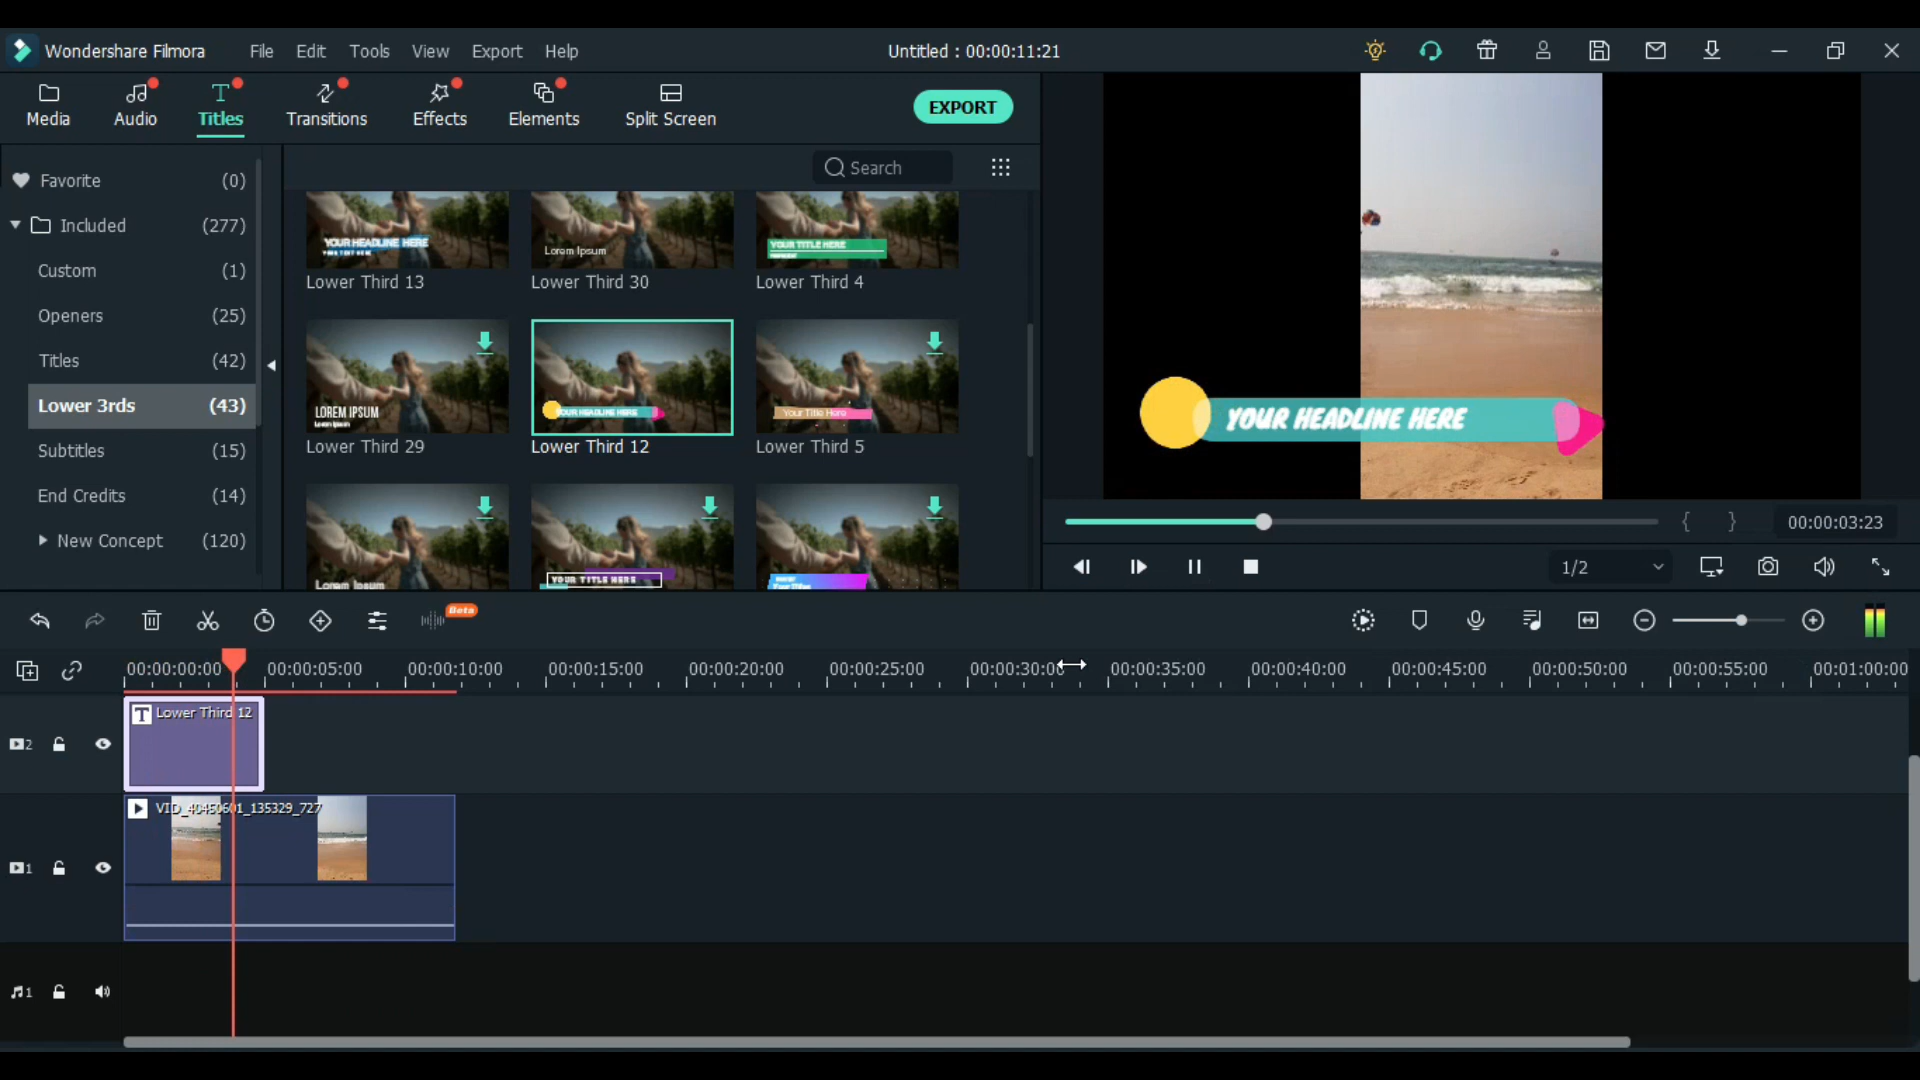 Wondershare Filmora File Edit Tools View Export Help Untitled : 00:00:11:21
Media Audio Titles Transitions Effects Elements Split Screen EXPORT
Search
Favorite (0)
Included (277)
Custom (1)
Openers (25)
Titles (42)
Lower 3rds (43)
Subtitles (15)
End Credits (14)
New Concept (120)
YOUR HEADLINE HERE
YOUR TEXT HERE
Lorem Ipsum
YOUR TITLE HERE
Lower Third 13 Lower Third 30 Lower Third 4
LOREM IPSUM
Lorem Ipsum
YOUR HEADLINE HERE
Your Title Here
Lower Third 29 Lower Third 12 Lower Third 5
Lorem Ipsum
YOUR TITLE HERE
YOUR HEADLINE HERE
00:00:03:23
1/2
Beta
00:00:00:00 00:00:05:00 00:00:10:00 00:00:15:00 00:00:20:00 00:00:25:00 00:00:30:00 00:00:35:00 00:00:40:00 00:00:45:00 00:00:50:00 00:00:55:00 00:01:00:00
T Lower Third 12
2
VID_40450601_135329_727
1
1